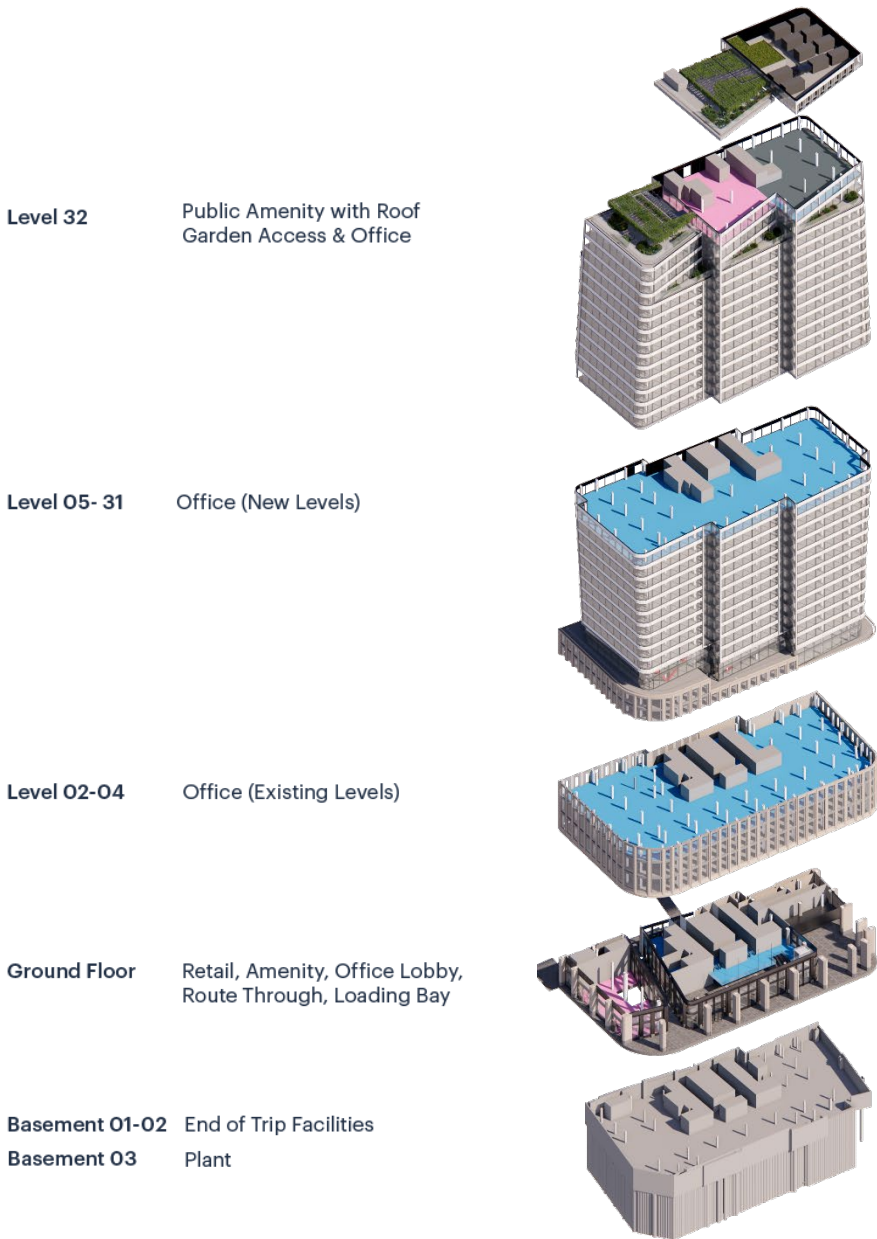 Level 32 Public Amenity with Roof
Garden Access & Office
Level 05- 31 Office (New Levels)
Level 02-04 Office (Existing Levels)
Ground Floor Retail, Amenity, Office Lobby,
Route Through, Loading Bay
Basement 01-02 End of Trip Facilities
Basement 03 Plant